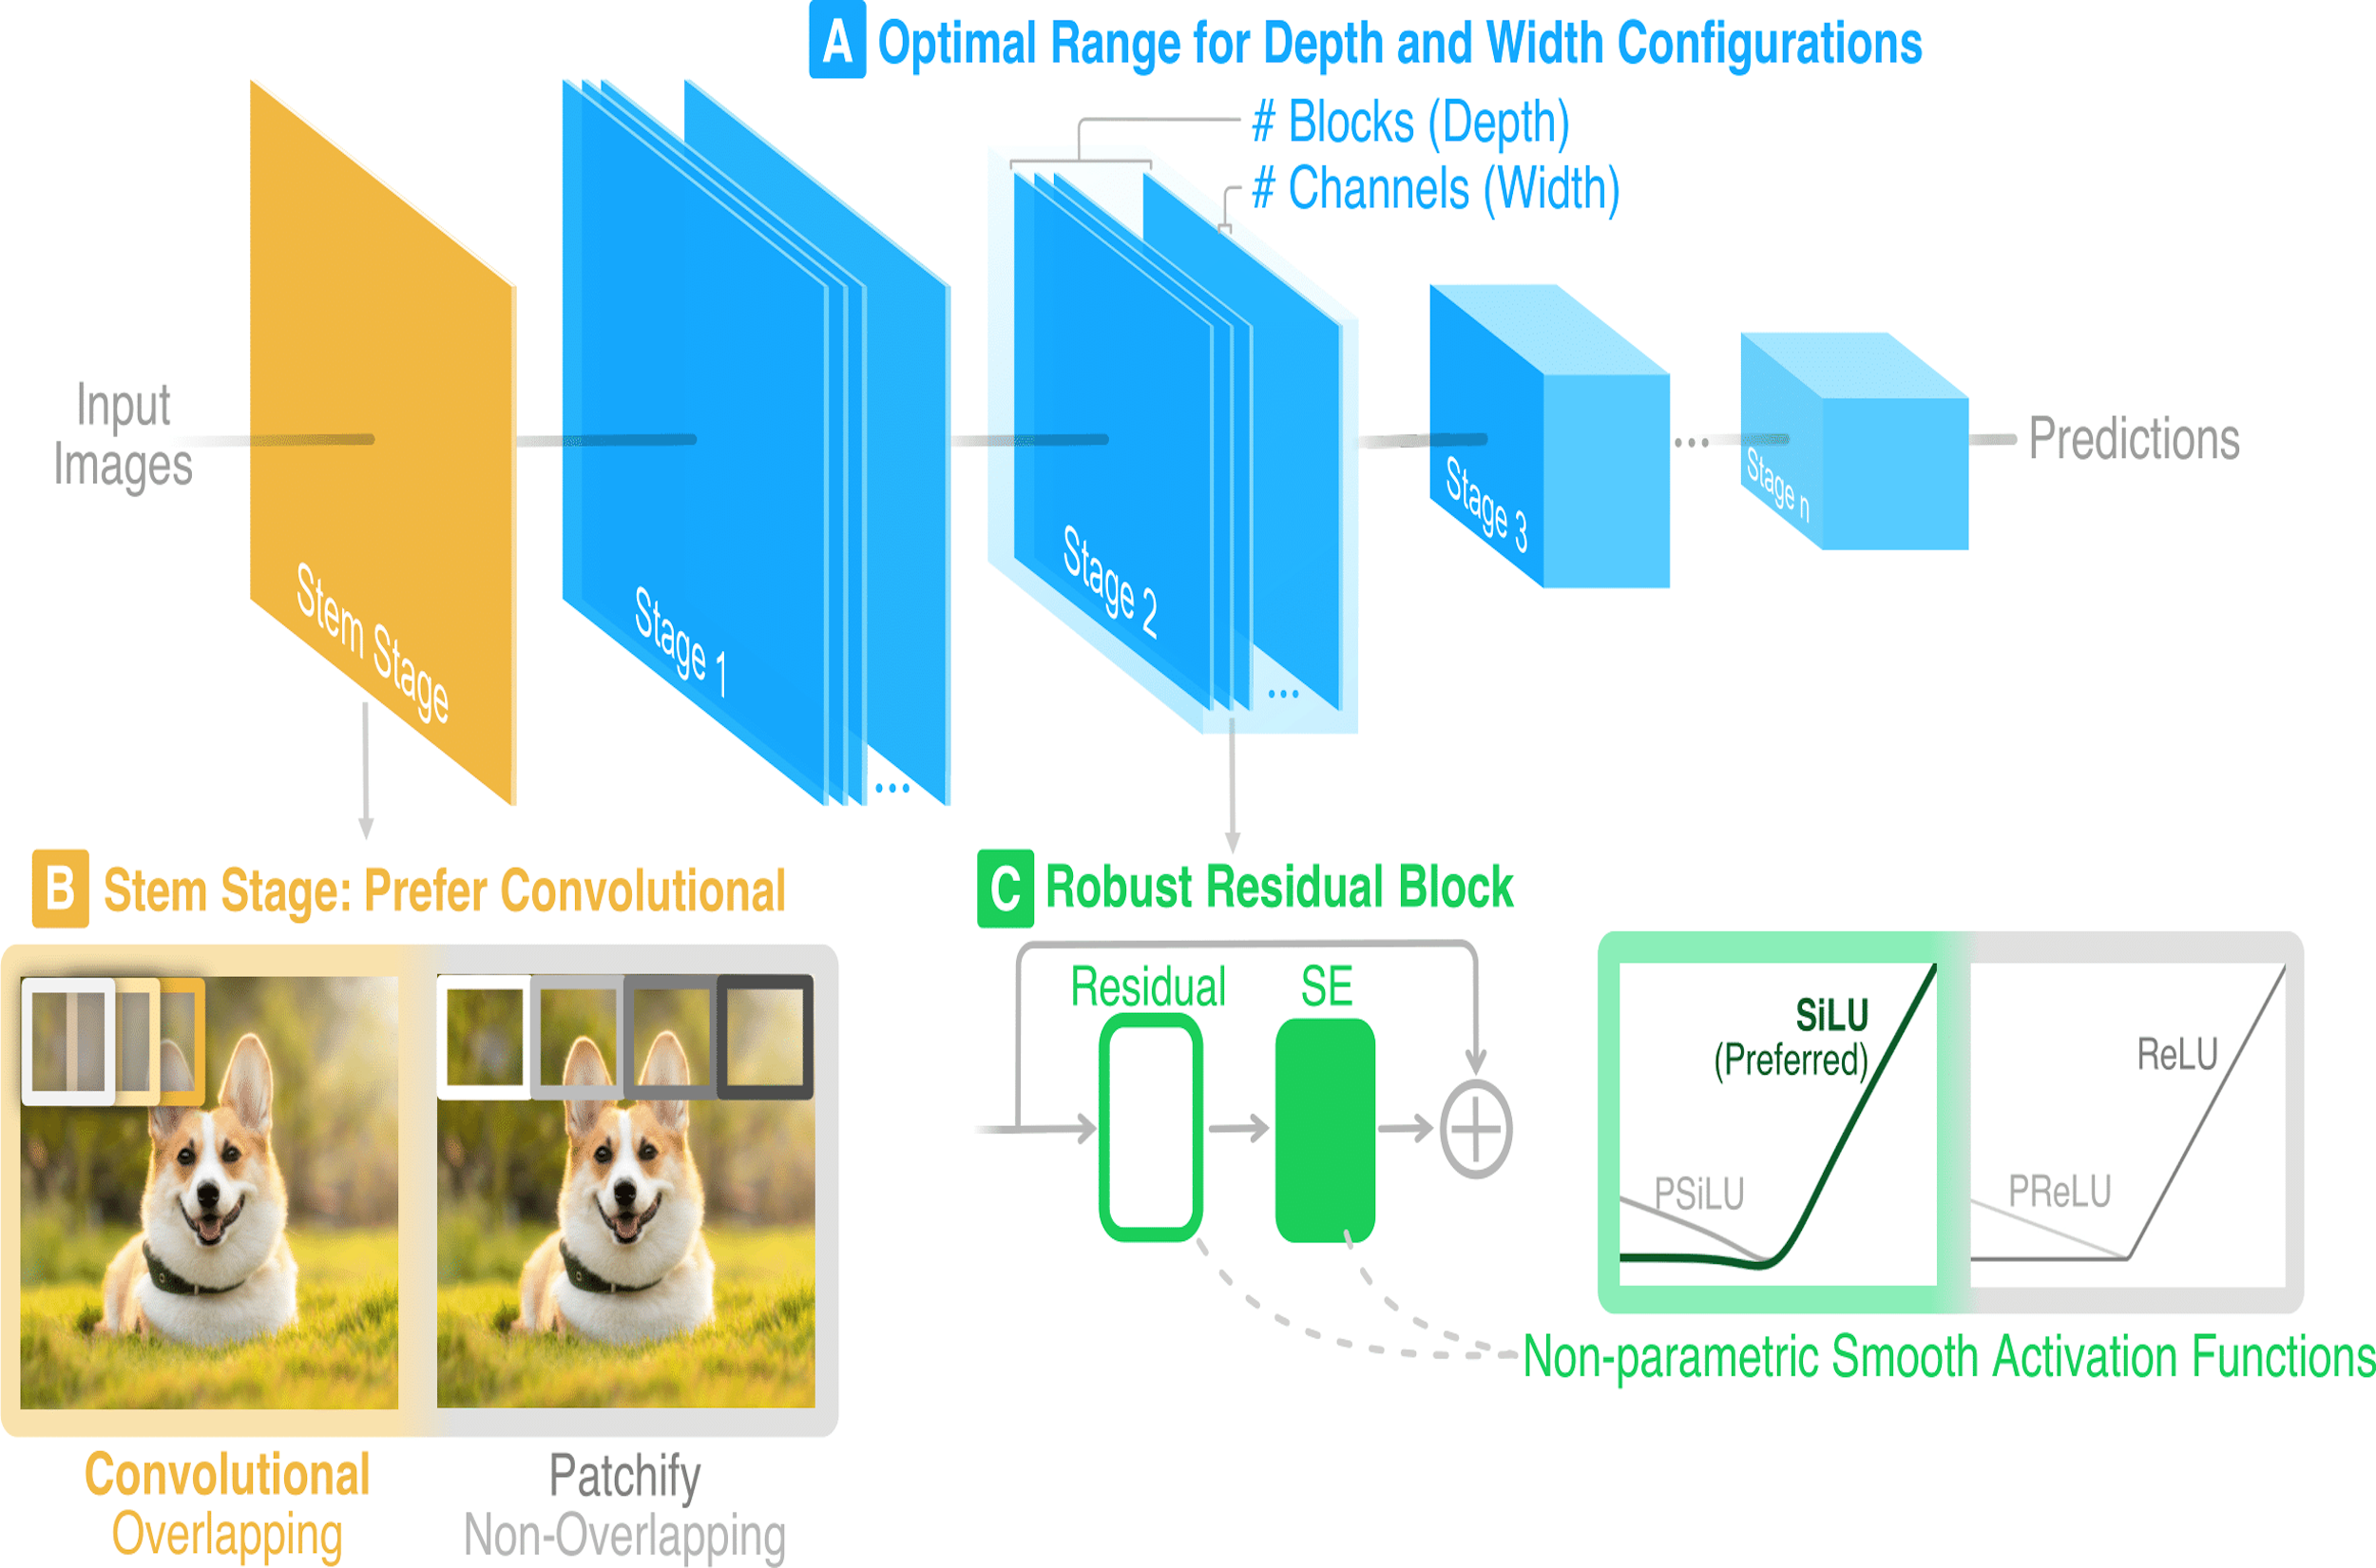 A Optimal Range for Depth and Width Configurations
# Blocks (Depth)
# Channels (Width)
Input
Images
Stem Stage
Stage 1
...
Stage 2
...
Stage 3
...
Stage n
Predictions
B Stem Stage: Prefer Convolutional
Convolutional
Overlapping
Patchify
Non-Overlapping
C Robust Residual Block
Residual
SE
SiLU
(Preferred)
PSiLU
ReLU
PReLU
Non-parametric Smooth Activation Functions